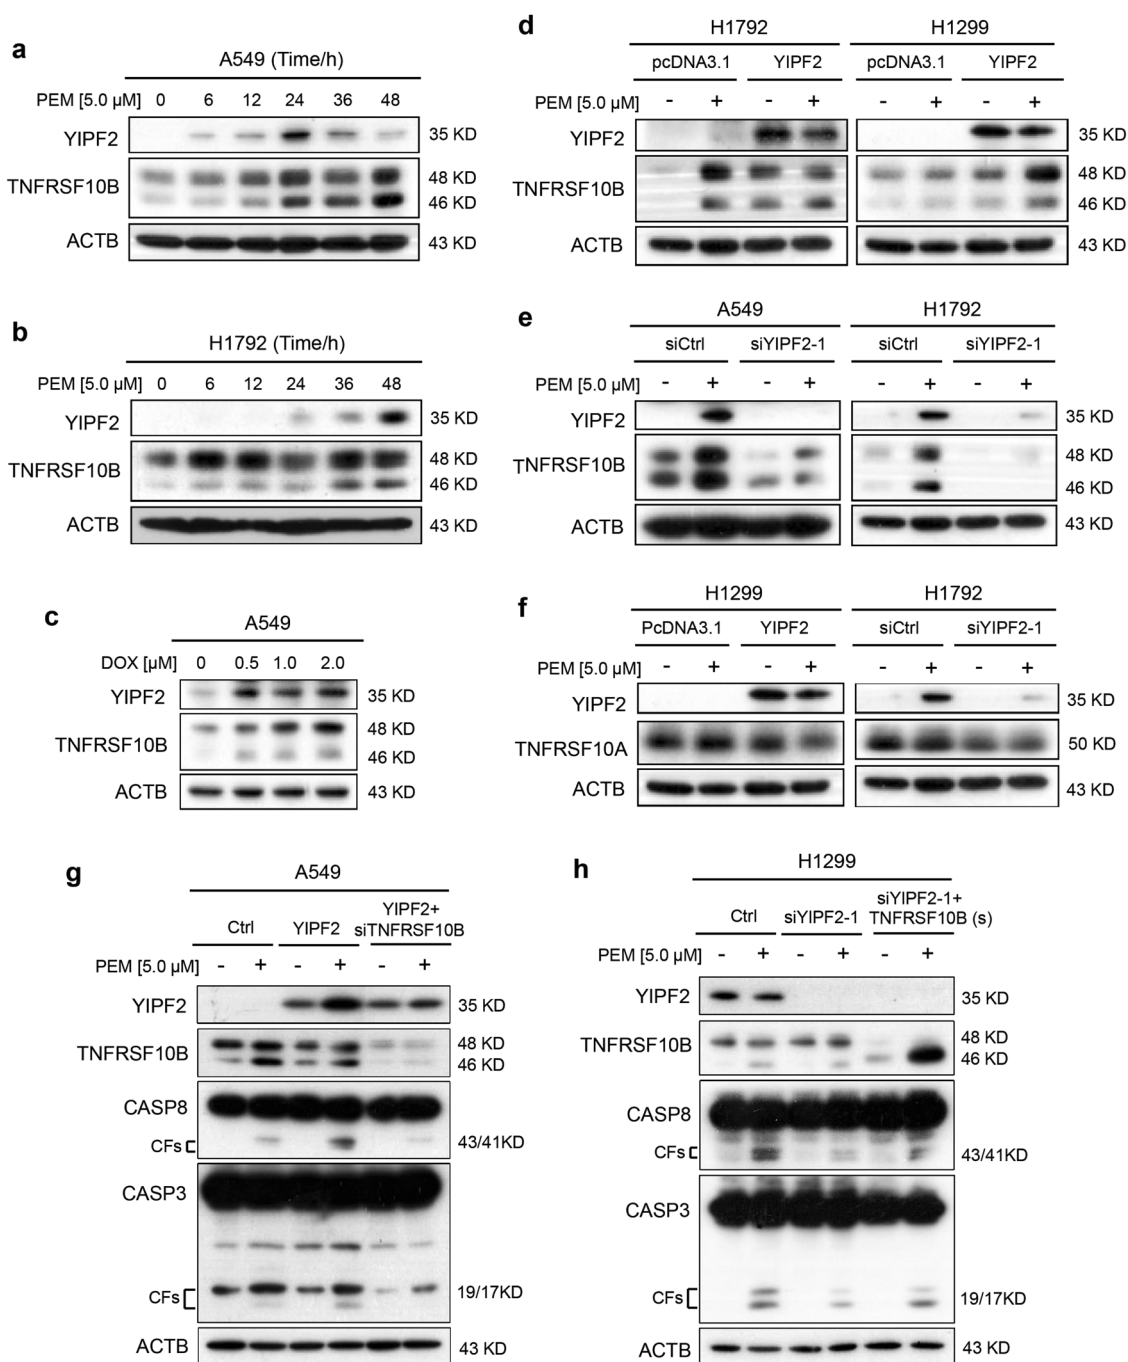 a
A549 (Time/h)
PEM [5.0 µM] 0 6 12 24 36 48
YIPF2 35 KD
TNFRSF10B 48 KD
46 KD
ACTB 43 KD
b
H1792 (Time/h)
PEM [5.0 µM] 0 6 12 24 36 48
YIPF2 35 KD
TNFRSF10B 48 KD
46 KD
ACTB 43 KD
c
A549
DOX [µM] 0 0.5 1.0 2.0
YIPF2 35 KD
TNFRSF10B 48 KD
46 KD
ACTB 43 KD
d
H1792 H1299
pcDNA3.1 YIPF2 pcDNA3.1 YIPF2
PEM [5.0 µM] - + - + - + - +
YIPF2 35 KD
TNFRSF10B 48 KD
46 KD
ACTB 43 KD
e
A549 H1792
siCtrl siYIPF2-1 siCtrl siYIPF2-1
PEM [5.0 µM] - + - + - + - +
YIPF2 35 KD
TNFRSF10B 48 KD
46 KD
ACTB 43 KD
f
H1299 H1792
PcDNA3.1 YIPF2 siCtrl siYIPF2-1
PEM [5.0 µM] - + - + - + - +
YIPF2 35 KD
TNFRSF10A 50 KD
ACTB 43 KD
g
A549
Ctrl YIPF2 YIPF2+
siTNFRSF10B
PEM [5.0 µM] - + - + - +
YIPF2 35 KD
TNFRSF10B 48 KD
46 KD
CASP8
CFs 43/41KD
CASP3
CFs 19/17KD
ACTB 43 KD
h
H1299
Ctrl siYIPF2-1 siYIPF2-1+
TNFRSF10B (s)
PEM [5.0 µM] - + - + - +
YIPF2 35 KD
TNFRSF10B 48 KD
46 KD
CASP8
CFs 43/41KD
CASP3
CFs 19/17KD
ACTB 43 KD